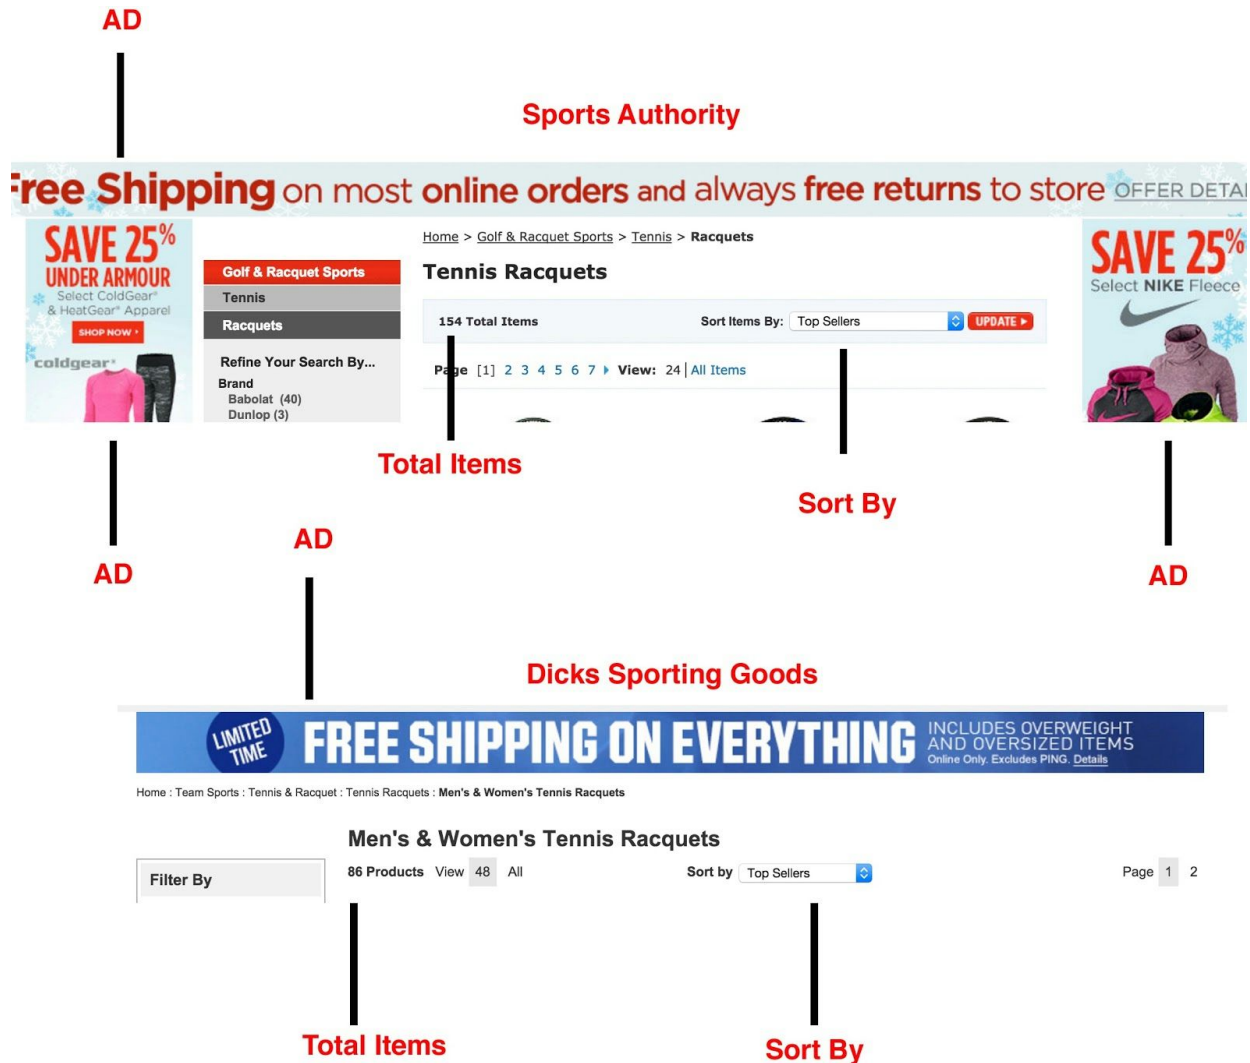 AD
Sports Authority
Free Shipping on most online orders and always free returns to store OFFER DETAI
SAVE 25%
UNDER ARMOUR
Select ColdGear®
& HeatGear® Apparel
SHOP NOW
coldgear®
Golf & Racquet Sports
Tennis
Racquets
Refine Your Search By...
Brand
Babolat (40)
Dunlop (3)
Home > Golf & Racquet Sports > Tennis > Racquets
Tennis Racquets
154 Total Items Sort Items By: Top Sellers UPDATE
Page [1] 2 3 4 5 6 7 View: 24 | All Items
SAVE 25%
Select NIKE Fleece
Total Items
Sort By
AD
AD
AD
Dicks Sporting Goods
LIMITED
TIME
FREE SHIPPING ON EVERYTHING
INCLUDES OVERWEIGHT
AND OVERSIZED ITEMS
Online Only. Excludes PING. Details
Home : Team Sports : Tennis & Racquet : Tennis Racquets : Men's & Women's Tennis Racquets
Men's & Women's Tennis Racquets
Filter By
86 Products View 48 All Sort by Top Sellers Page 1 2
Total Items
Sort By